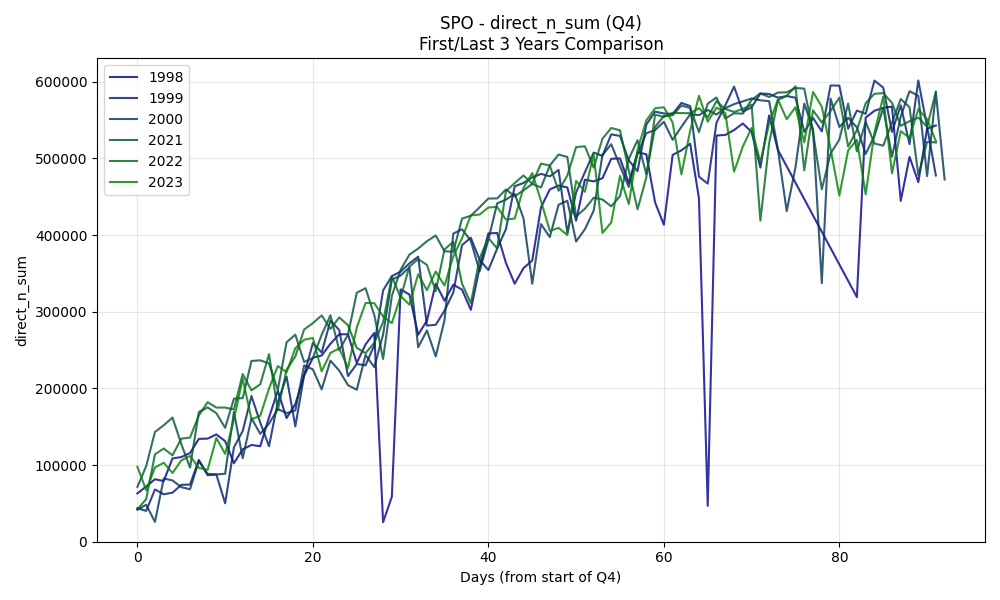 SPO - direct_n_sum (Q4)
First/Last 3 Years Comparison
1998
1999
2000
2021
2022
2023
600000
500000
400000
300000
200000
100000
0
direct_n_sum
0 20 40 60 80
Days (from start of Q4)